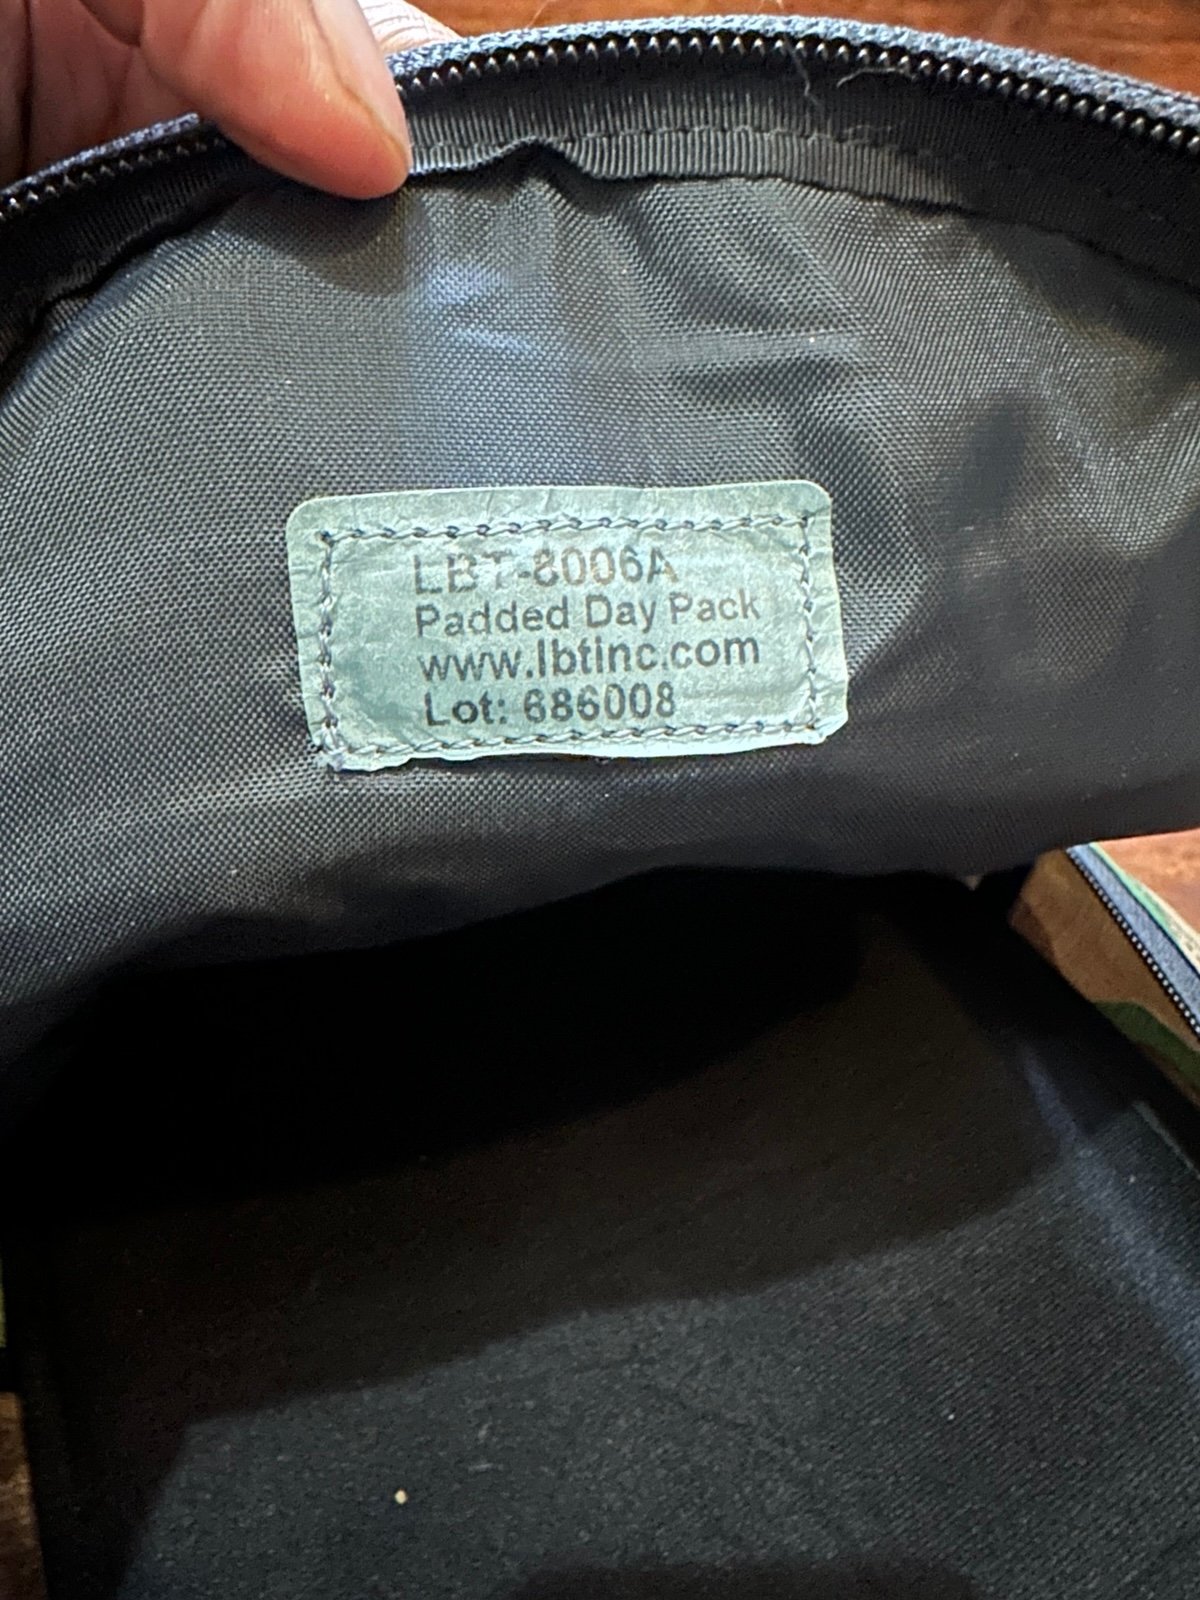 LBT-8006A
Padded Day Pack
www.lbtinc.com
Lot: 686008